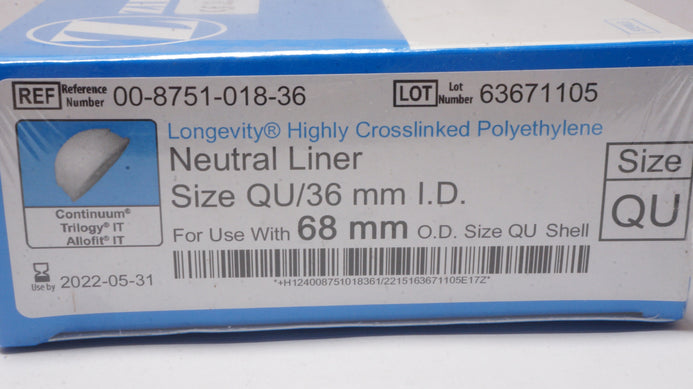 REF Reference Number 00-8751-018-36
LOT Lot Number 63671105
Longevity® Highly Crosslinked Polyethylene
Neutral Liner
Size QU/36 mm I.D.
For Use With 68 mm O.D. Size QU Shell
Size
QU
Continuum®
Trilogy® IT
Allofit® IT
Use by 2022-05-31
*+H124008751018361/2215163671105E17Z*